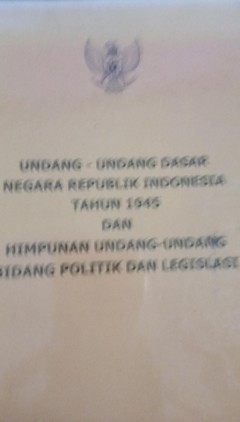 UNDANG - UNDANG DASAR
NEGARA REPUBLIK INDONESIA
TAHUN 1945
DAN
HIMPUNAN UNDANG-UNDANG
BIDANG POLITIK DAN LEGISLASI